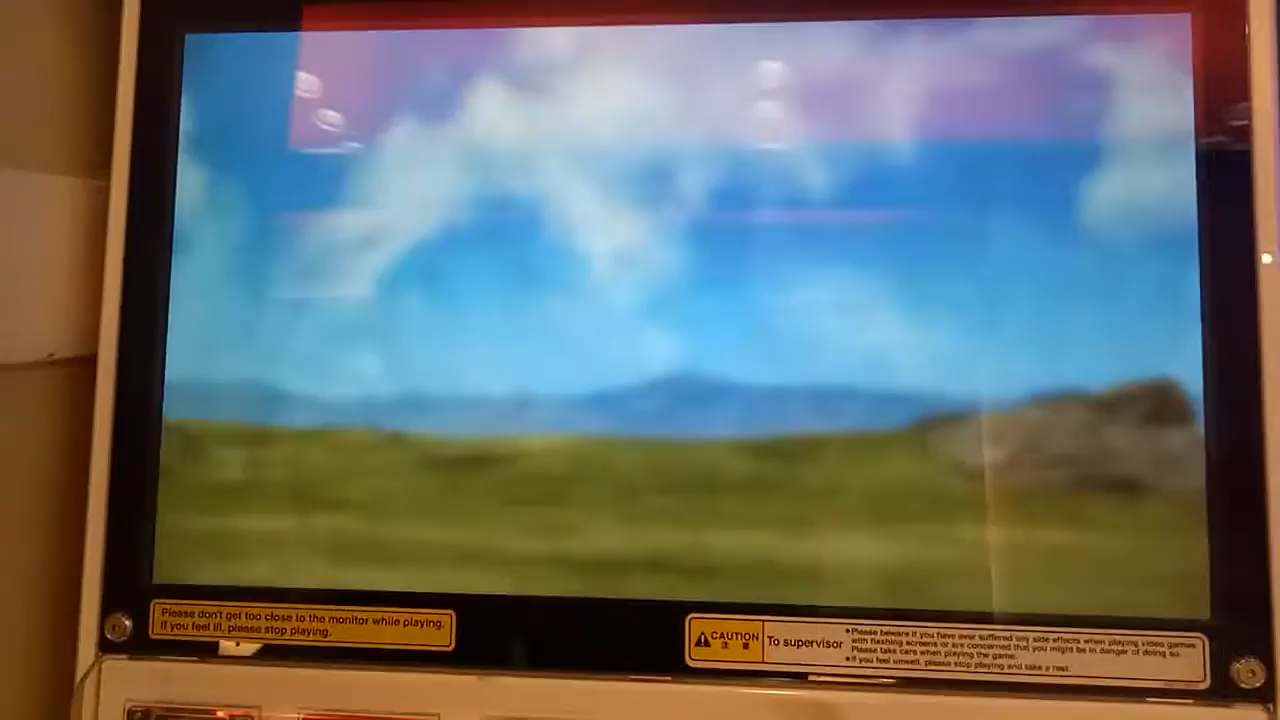 Please don't get too close to the monitor while playing.
If you feel ill, please stop playing.
CAUTION
注意
To supervisor
•Please beware if you have ever suffered any side effects when playing video games
with flashing screens or are concerned that you might be in danger of doing so.
Please take care when playing the game.
•If you feel unwell, please stop playing and take a rest.